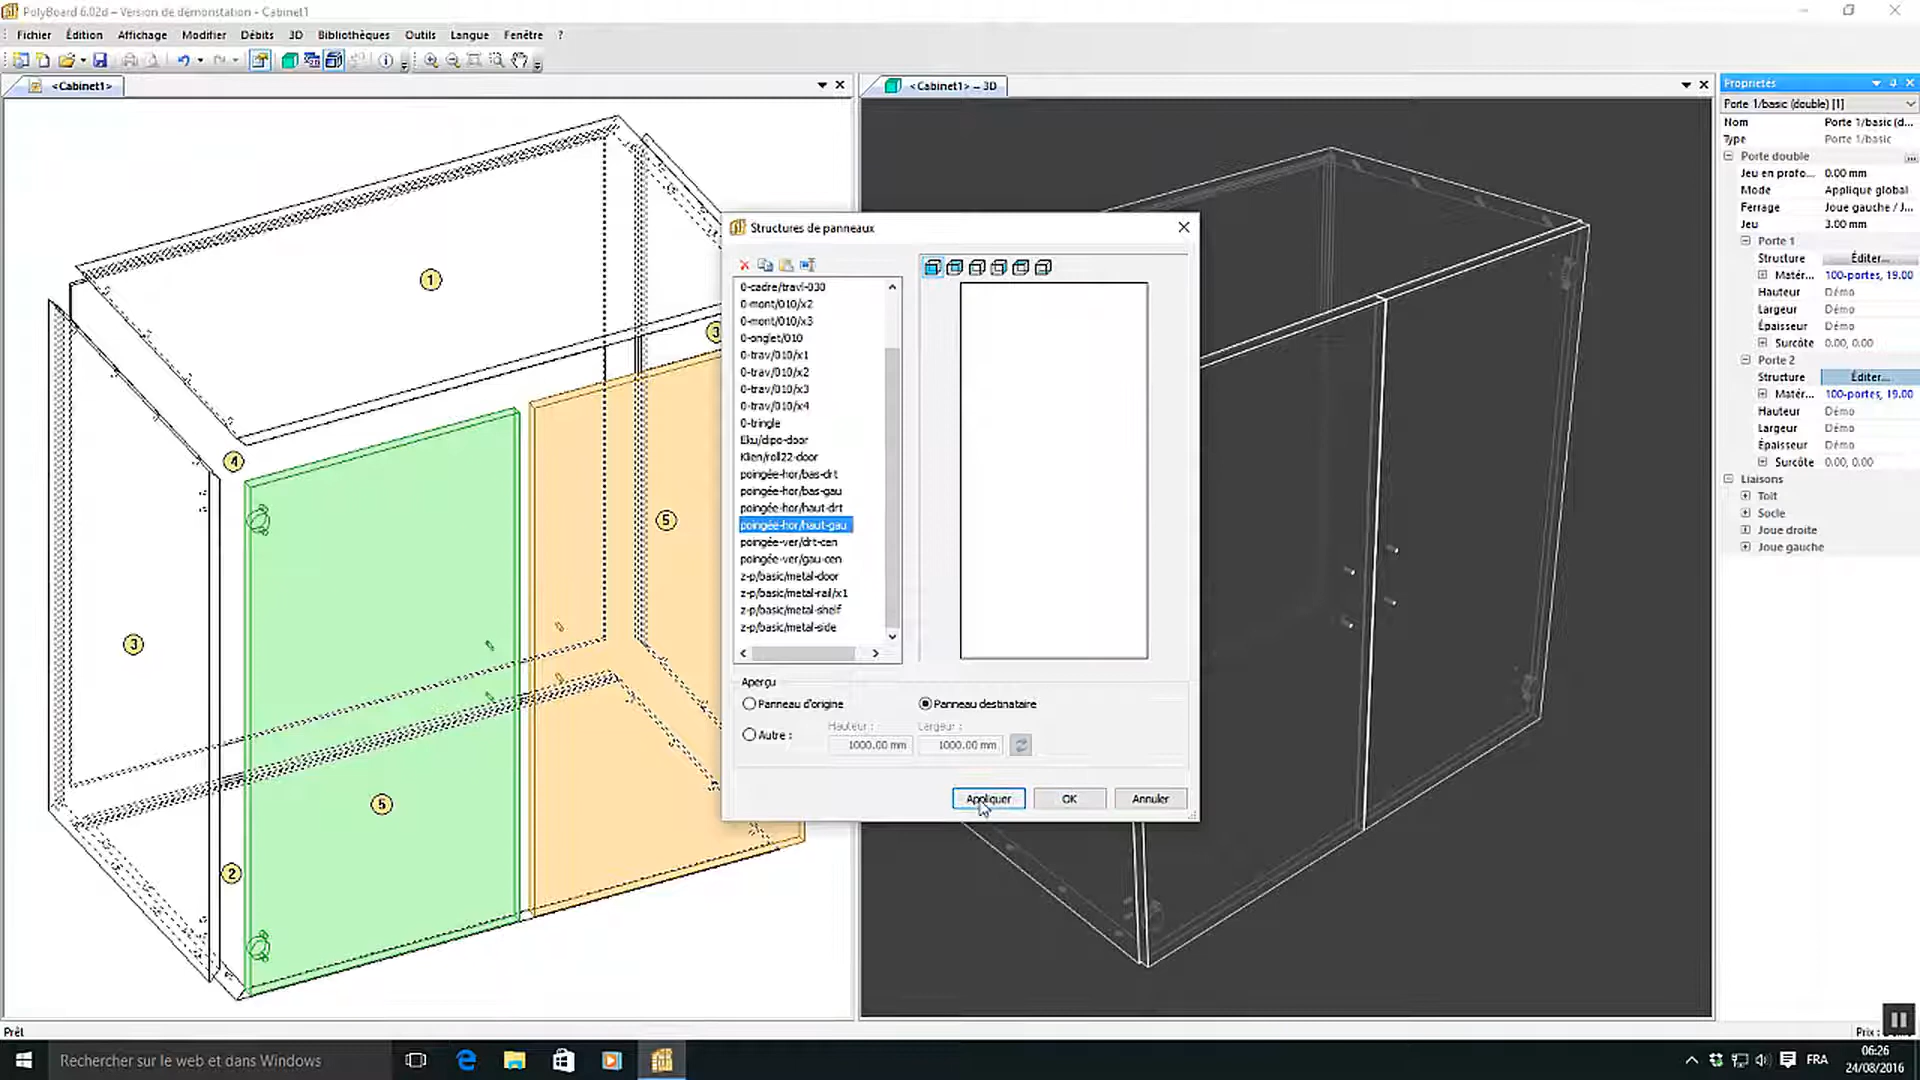 PolyBoard 6.02d – Version de démonstation - Cabinet1
Fichier Édition Affichage Modifier Débits 3D Bibliothèques Outils Langue Fenêtre ?
<Cabinet1>
<Cabinet1> – 3D
1
3
4
5
3
5
2
Structures de panneaux
0-cadre/travl-030
0-mont/010/x2
0-mont/010/x3
0-onglet/010
0-trav/010/x1
0-trav/010/x2
0-trav/010/x3
0-trav/010/x4
0-tringle
Eku/dipo-door
Klien/roll22-door
poingée-hor/bas-drt
poingée-hor/bas-gau
poingée-hor/haut-drt
poingée-hor/haut-gau
poingée-ver/drt-cen
poingée-ver/gau-cen
z-p/basic/metal-door
z-p/basic/metal-rail/x1
z-p/basic/metal-shelf
z-p/basic/metal-side
Aperçu
Panneau d'origine
Panneau destinataire
Autre :
Hauteur :
Largeur :
1000.00 mm
1000.00 mm
Appliquer
OK
Annuler
Propriétés
Porte 1/basic (double) [1]
Nom Porte 1/basic (d...
Type Porte 1/basic
Porte double ...
Jeu en profo... 0.00 mm
Mode Applique global
Ferrage Joue gauche / J...
Jeu 3.00 mm
Porte 1
Structure Éditer...
Matér... 100-portes, 19.00
Hauteur Démo
Largeur Démo
Épaisseur Démo
Surcôte 0.00, 0.00
Porte 2
Structure Éditer...
Matér... 100-portes, 19.00
Hauteur Démo
Largeur Démo
Épaisseur Démo
Surcôte 0.00, 0.00
Liaisons
Toit
Socle
Joue droite
Joue gauche
Prêt
Prix :
Rechercher sur le web et dans Windows
FRA
06:26
24/08/2016